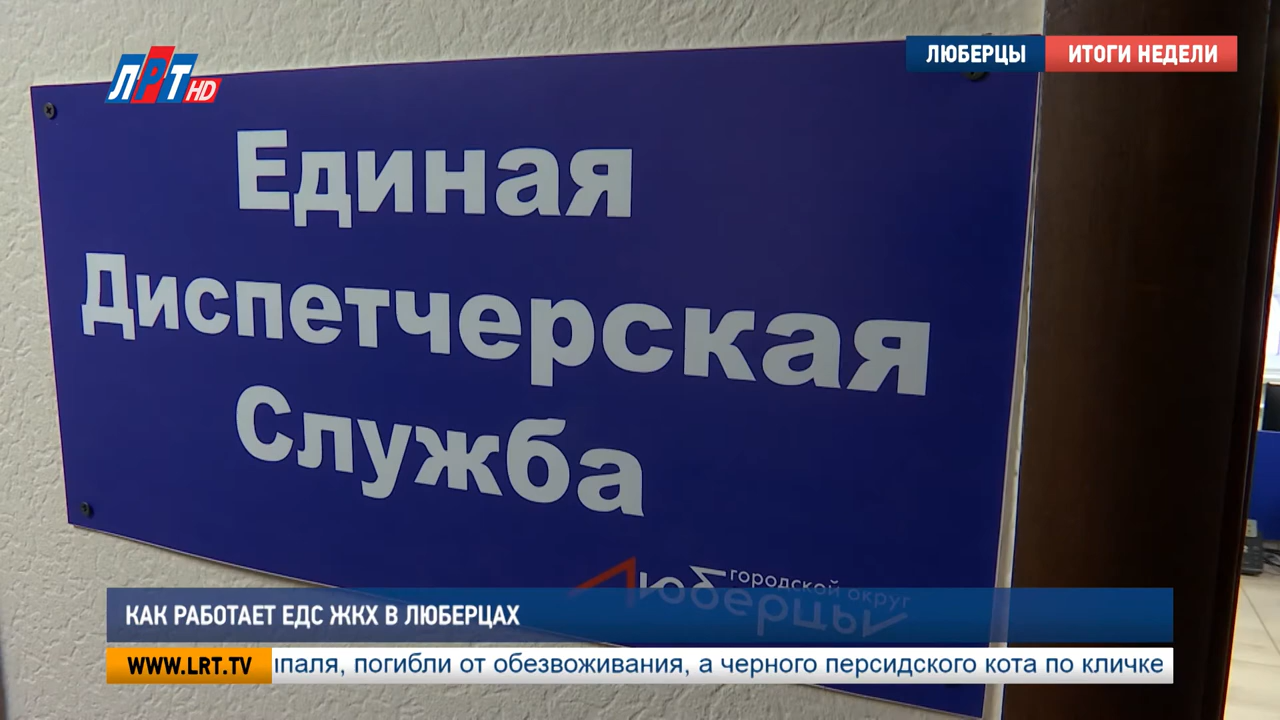 ЛРТ HD
ЛЮБЕРЦЫ ИТОГИ НЕДЕЛИ
Единая
Диспетчерская
Служба
городской округ
Люберцы
КАК РАБОТАЕТ ЕДС ЖКХ В ЛЮБЕРЦАХ
WWW.LRT.TV
погибли от обезвоживания, а черного персидского кота по кличке